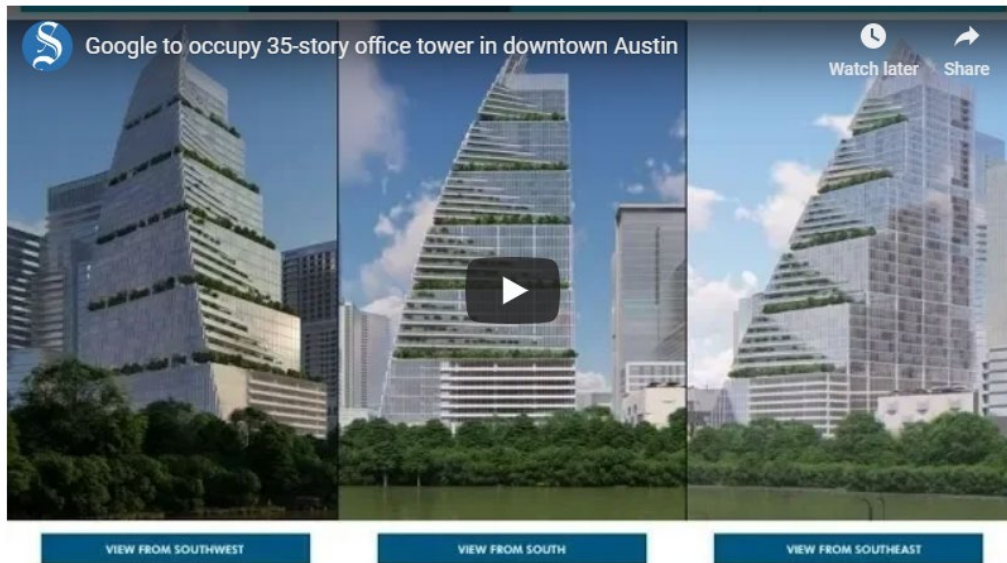 S
Google to occupy 35-story office tower in downtown Austin
Watch later
Share
VIEW FROM SOUTHWEST
VIEW FROM SOUTH
VIEW FROM SOUTHEAST